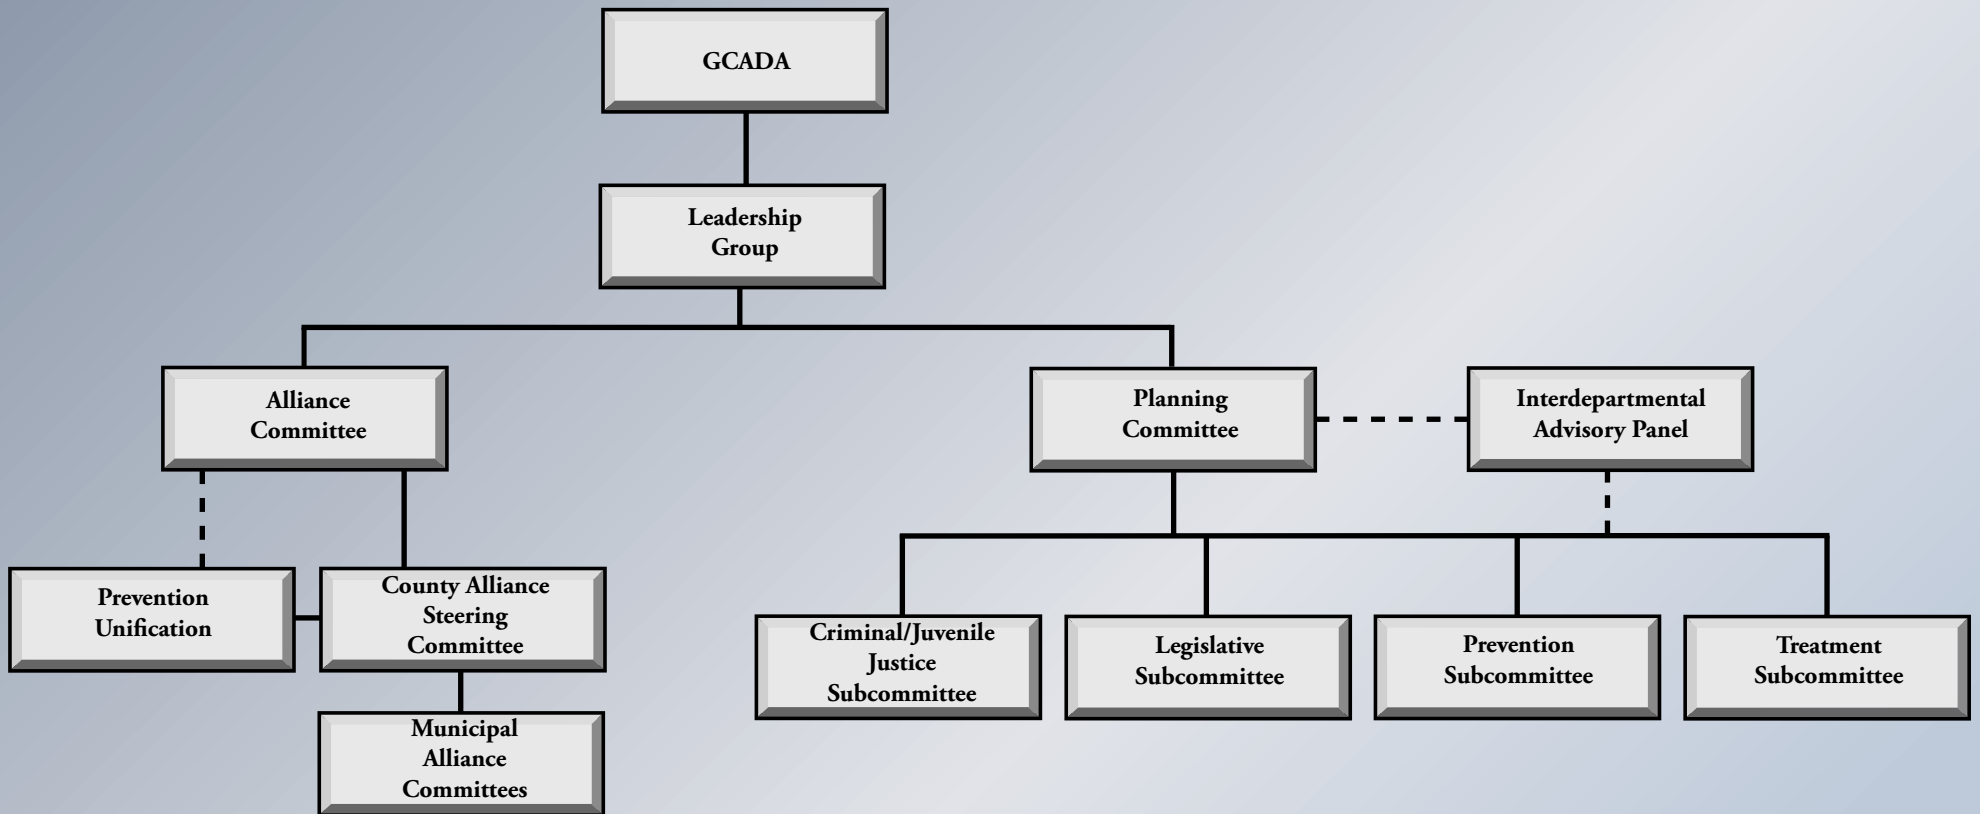 GCADA
Leadership
Group
Alliance
Committee
Planning
Committee
Interdepartmental
Advisory Panel
Prevention
Unification
County Alliance
Steering
Committee
Criminal/Juvenile
Justice
Subcommittee
Legislative
Subcommittee
Prevention
Subcommittee
Treatment
Subcommittee
Municipal
Alliance
Committees